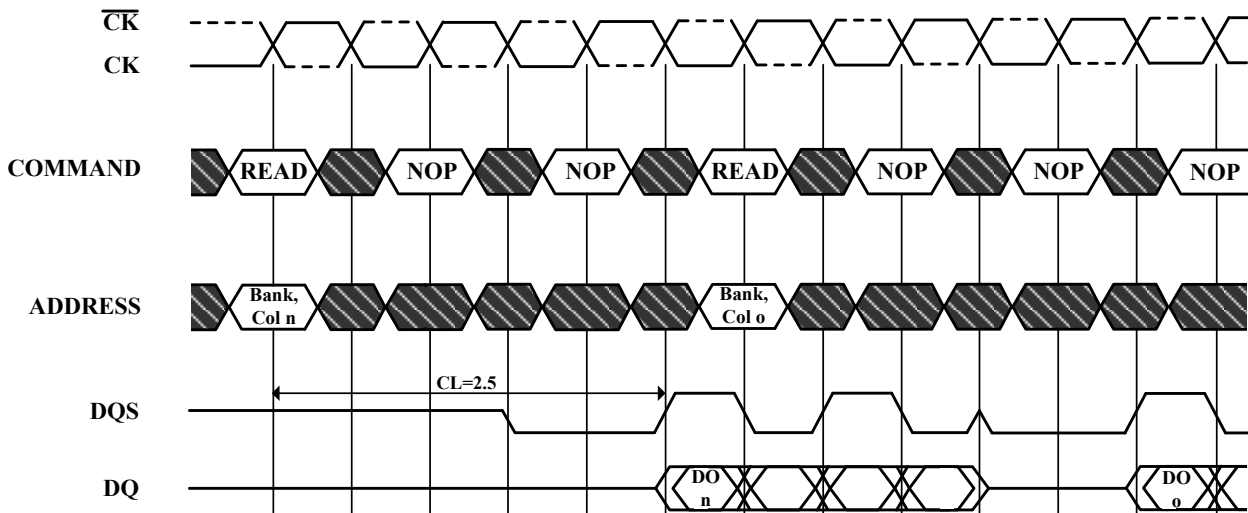 CK
CK
COMMAND READ NOP NOP READ NOP NOP NOP
ADDRESS Bank, Col n Bank, Col o
CL=2.5
DQS
DQ DO n DO o